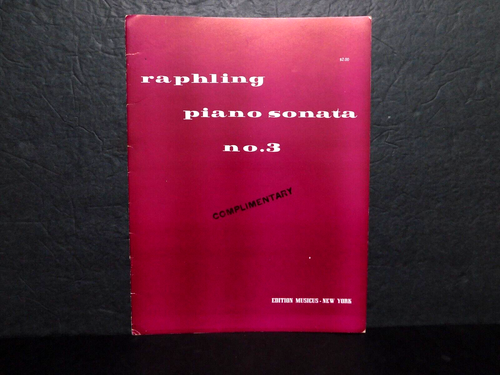 raphling
piano sonata
no.3
COMPLIMENTARY
EDITION MUSICUS - NEW YORK